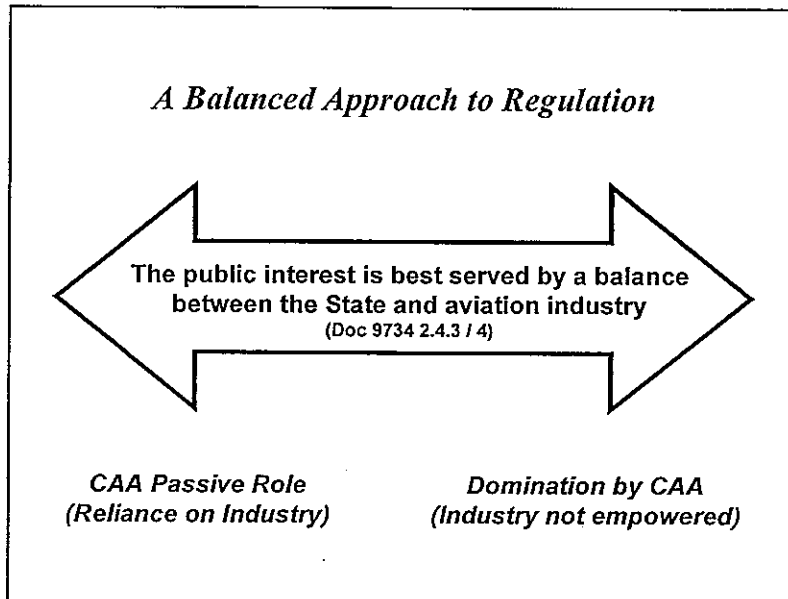 A Balanced Approach to Regulation
The public interest is best served by a balance
between the State and aviation industry
(Doc 9734 2.4.3 / 4)
CAA Passive Role
(Reliance on Industry)
Domination by CAA
(Industry not empowered)